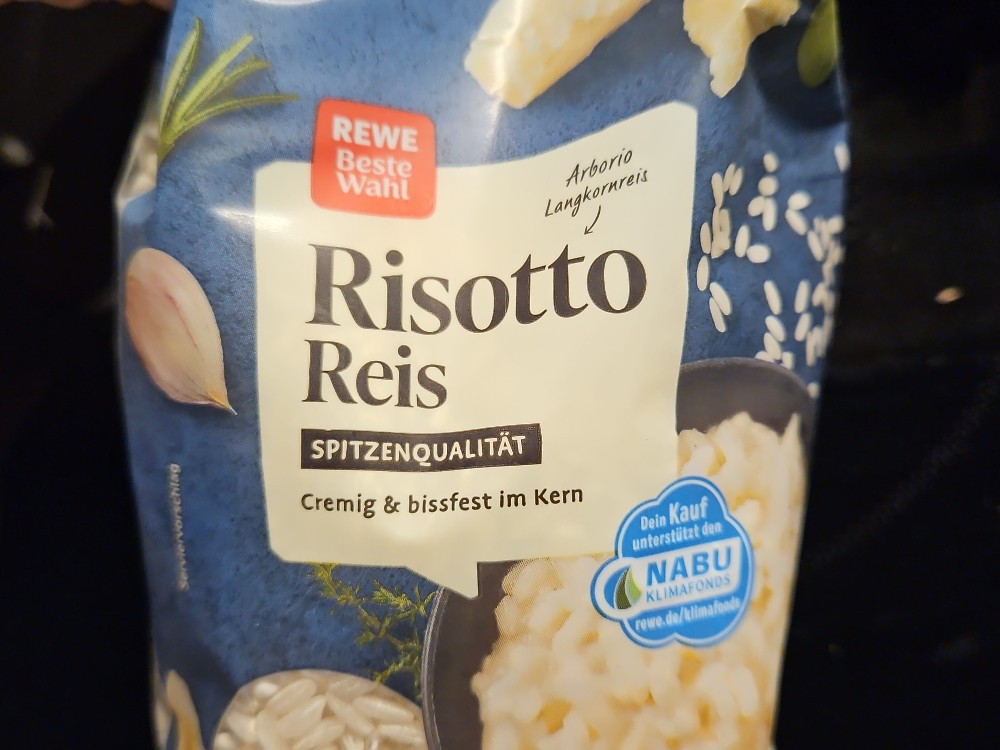 REWE
Beste
Wahl
Arborio
Langkornreis
Risotto
Reis
SPITZENQUALITÄT
Cremig & bissfest im Kern
Serviervorschlag
Dein Kauf
unterstützt den
NABU
KLIMAFONDS
rewe.de/klimafonds